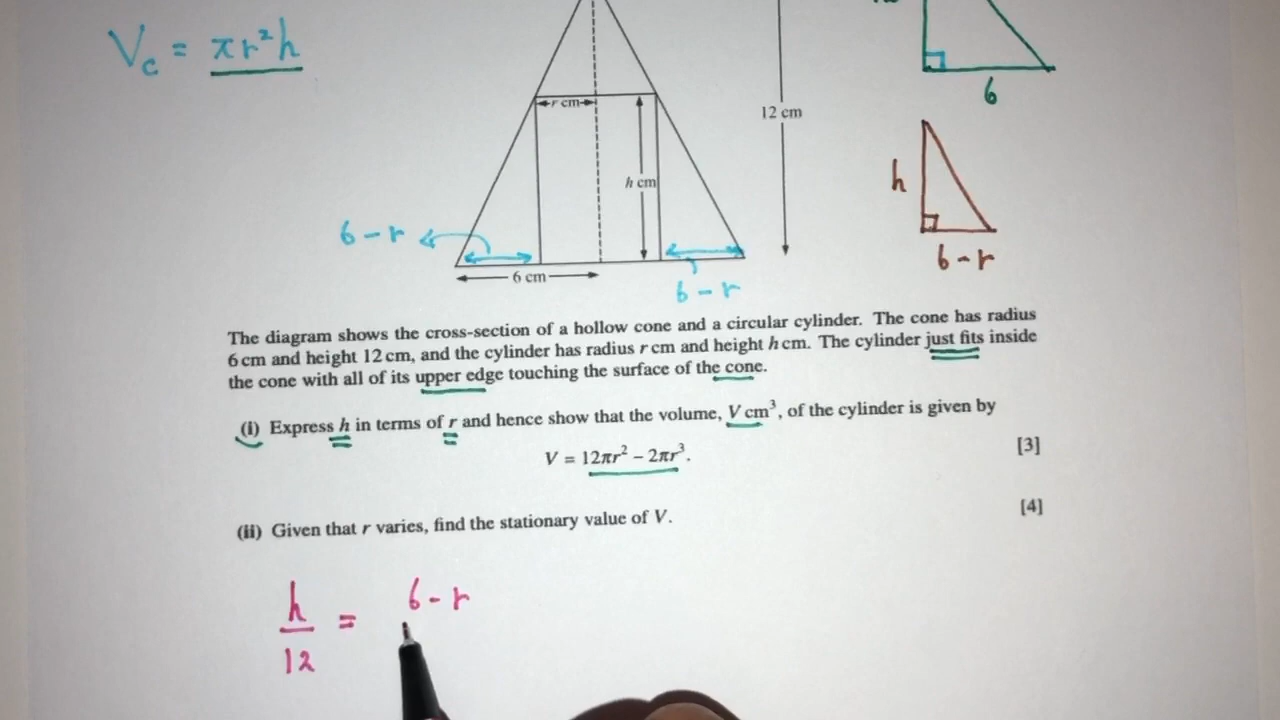 V_c = πr²h
6
12 cm
r cm
h cm
h
6 - r
6 - r
6 cm
6 - r
The diagram shows the cross-section of a hollow cone and a circular cylinder. The cone has radius
6 cm and height 12 cm, and the cylinder has radius r cm and height h cm. The cylinder just fits inside
the cone with all of its upper edge touching the surface of the cone.
(i) Express h in terms of r and hence show that the volume, V cm³, of the cylinder is given by
V = 12πr² − 2πr³. [3]
(ii) Given that r varies, find the stationary value of V. [4]
h
12
= 6 - r